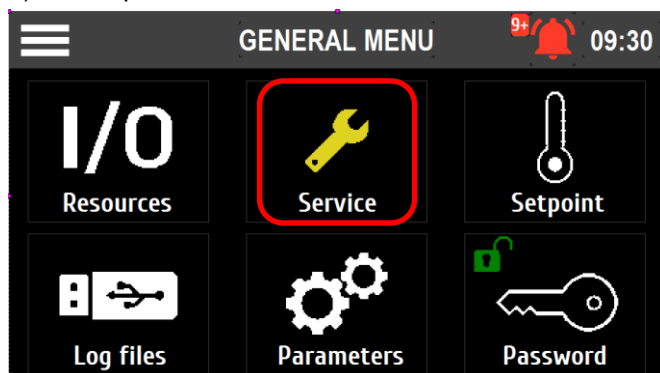 GENERAL MENU 9+ 09:30
I/O
Resources Service Setpoint
Log files Parameters Password